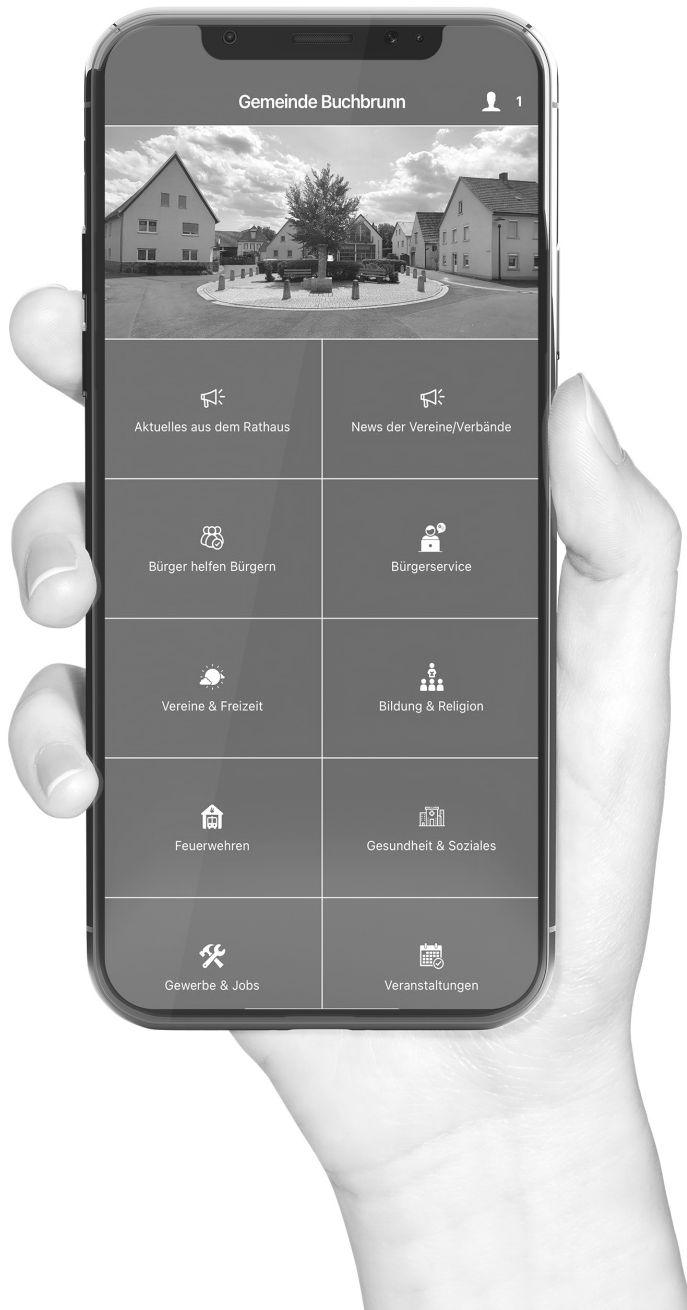 Gemeinde Buchbrunn
1
Aktuelles aus dem Rathaus
News der Vereine/Verbände
Bürger helfen Bürgern
Bürgerservice
Vereine & Freizeit
Bildung & Religion
Feuerwehren
Gesundheit & Soziales
Gewerbe & Jobs
Veranstaltungen